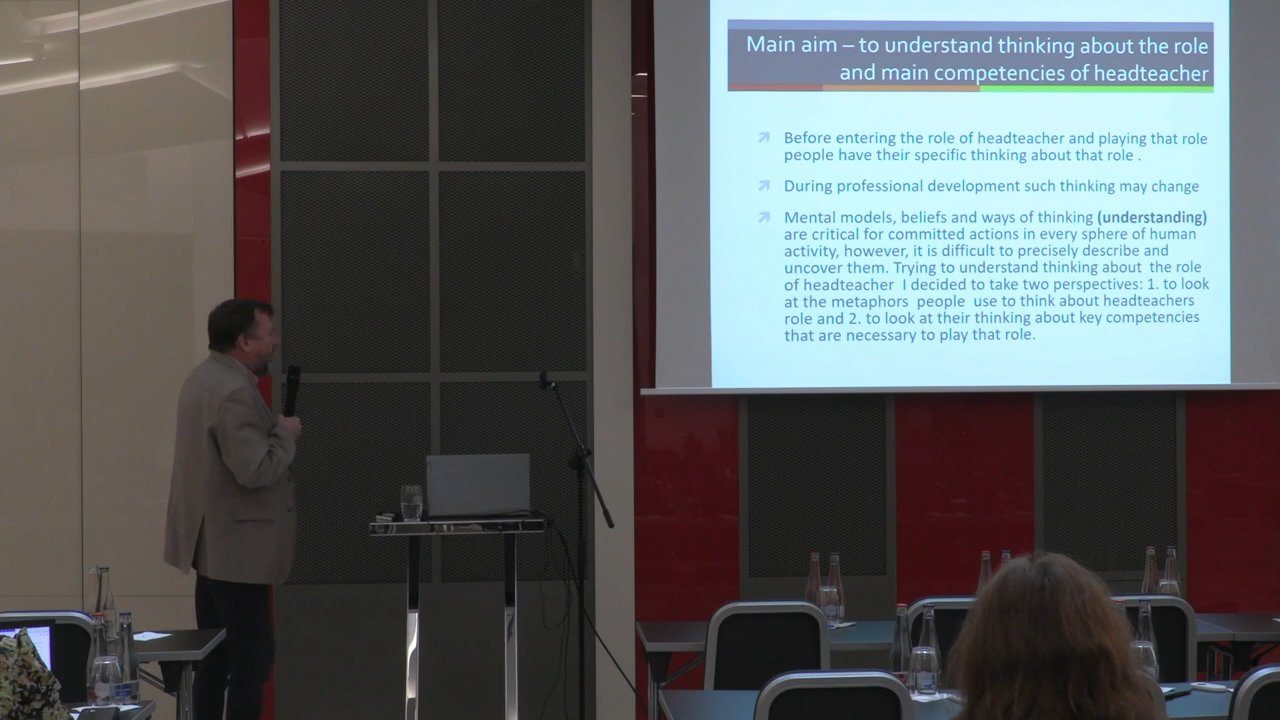 Main aim – to understand thinking about the role
and main competencies of headteacher
Before entering the role of headteacher and playing that role
people have their specific thinking about that role .
During professional development such thinking may change
Mental models, beliefs and ways of thinking (understanding)
are critical for committed actions in every sphere of human
activity, however, it is difficult to precisely describe and
uncover them. Trying to understand thinking about the role
of headteacher I decided to take two perspectives: 1. to look
at the metaphors people use to think about headteachers
role and 2. to look at their thinking about key competencies
that are necessary to play that role.